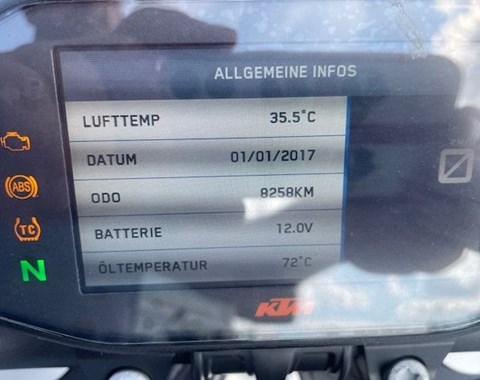 ALLGEMEINE INFOS
LUFTTEMP 35.5°C
DATUM 01/01/2017
ODO 8258KM
BATTERIE 12.0V
ÖLTEMPERATUR 72°C
ABS
TC
N
KTM